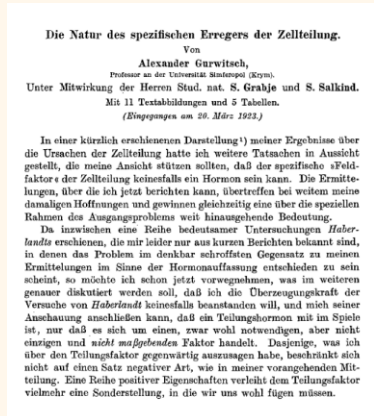 Die Natur des spezifischen Erregers der Zellteilung.
Von
Alexander Gurwitsch,
Professor an der Universität Simferopol (Krym).
Unter Mitwirkung der Herren Stud. nat. S. Grabje und S. Salkind.
Mit 11 Textabbildungen und 5 Tabellen.
(Eingegangen am 20. März 1923.)
In einer kürzlich erschienenen Darstellung¹) meiner Ergebnisse über
die Ursachen der Zellteilung hatte ich weitere Tatsachen in Aussicht
gestellt, die meine Ansicht stützen sollten, daß der spezifische »Feld-
faktor« der Zellteilung keinesfalls ein Hormon sein kann. Die Ermitte-
lungen, über die ich jetzt berichten kann, übertreffen bei weitem meine
damaligen Hoffnungen und gewinnen gleichzeitig eine über die speziellen
Rahmen des Ausgangsproblems weit hinausgehende Bedeutung.
Da inzwischen eine Reihe bedeutsamer Untersuchungen Haber-
landts erschienen, die mir leider nur aus kurzen Berichten bekannt sind,
in denen das Problem im denkbar schroffsten Gegensatz zu meinen
Ermittelungen im Sinne der Hormonauffassung entschieden zu sein
scheint, so möchte ich schon jetzt vorwegnehmen, was im weiteren
genauer diskutiert werden soll, daß ich die Überzeugungskraft der
Versuche von Haberlandt keinesfalls beanstanden will, und mich seiner
Anschauung anschließen kann, daß ein Teilungshormon mit im Spiele
ist, nur daß es sich um einem, zwar wohl notwendigen, aber nicht
einzigen und nicht maßgebenden Faktor handelt. Dasjenige, was ich
über den Teilungsfaktor gegenwärtig auszusagen habe, beschränkt sich
nicht auf einen Satz negativer Art, wie in meiner vorangehenden Mit-
teilung. Eine Reihe positiver Eigenschaften verleiht dem Teilungsfaktor
vielmehr eine Sonderstellung, in die wir uns wohl fügen müssen.